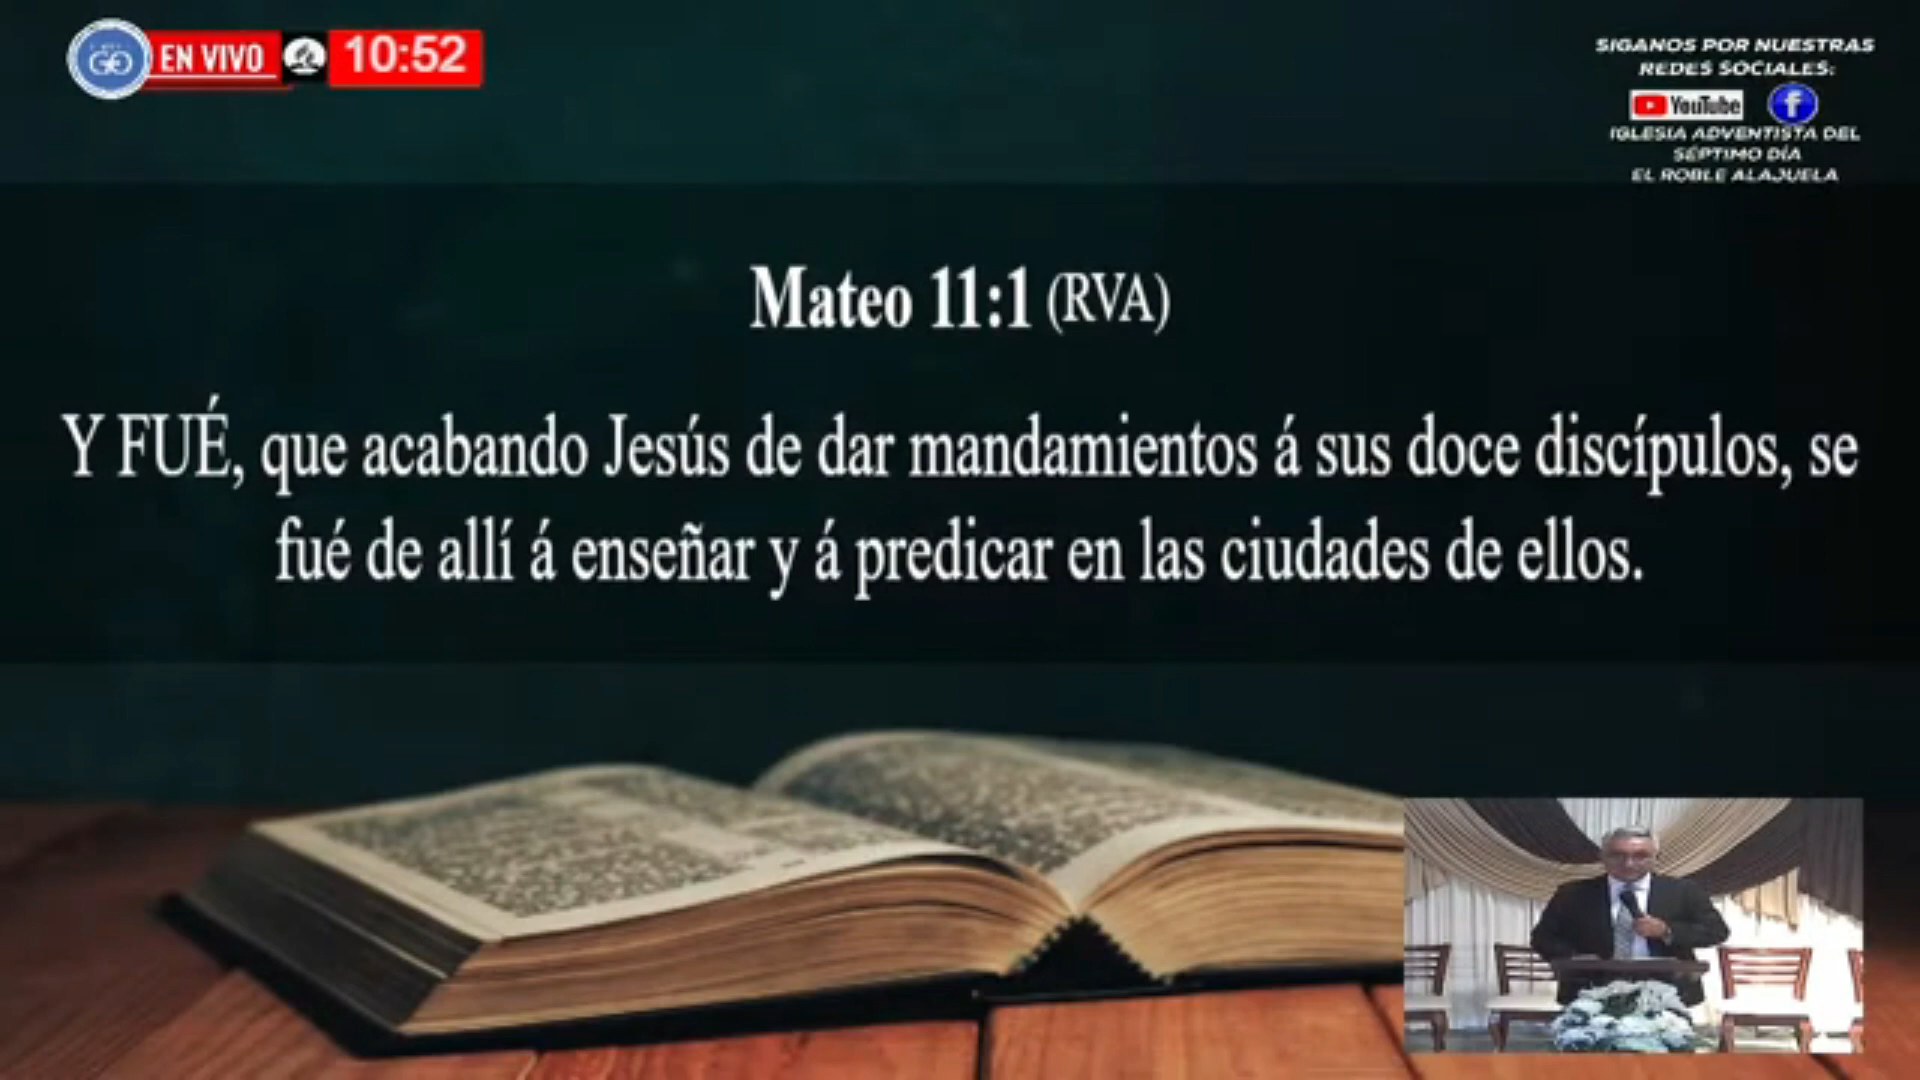 EN VIVO
10:52
SIGANOS POR NUESTRAS
REDES SOCIALES:
YouTube
IGLESIA ADVENTISTA DEL
SÉPTIMO DÍA
EL ROBLE ALAJUELA
Mateo 11:1 (RVA)
Y FUÉ, que acabando Jesús de dar mandamientos á sus doce discípulos, se
fué de allí á enseñar y á predicar en las ciudades de ellos.